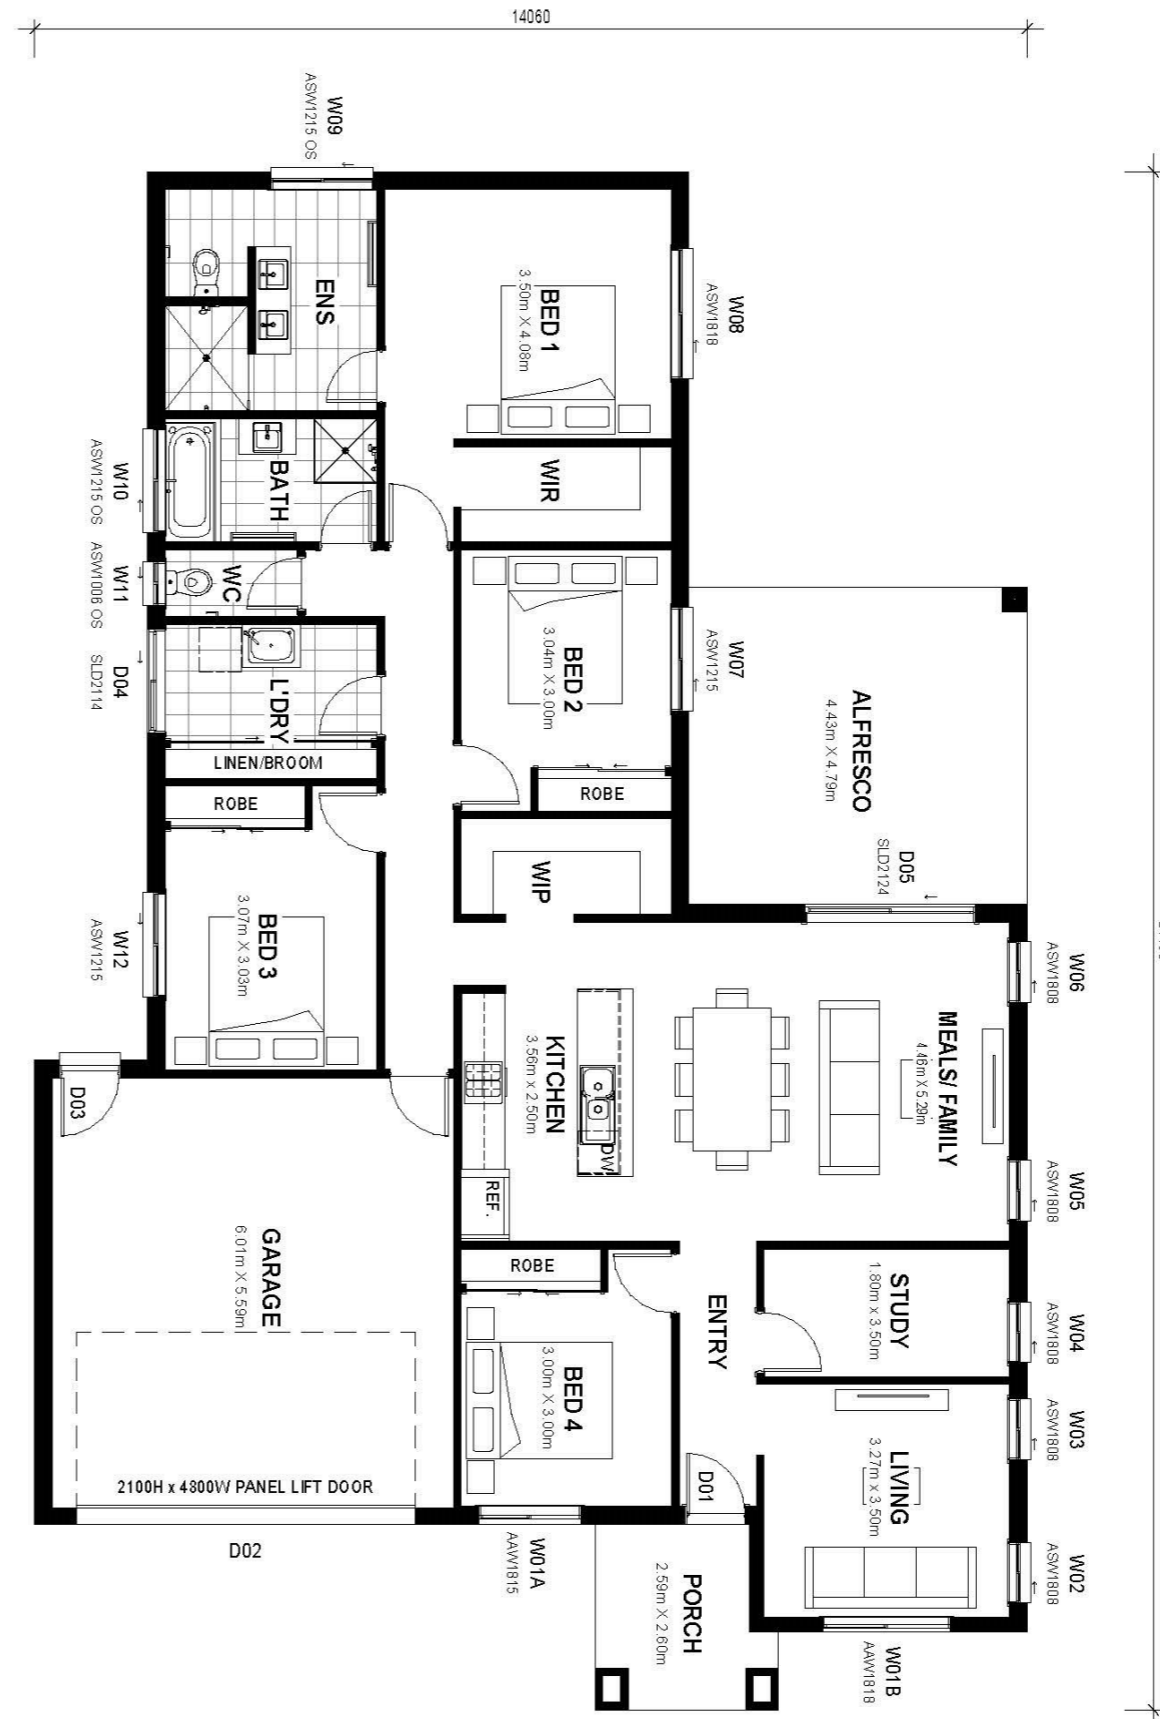 14060
W09
ASW1215 OS
ENS
BED 1
3.50m X 4.08m
W08
ASW1818
BATH
WIR
W10
ASW1215 OS
W11
ASW1006 OS
WC
D04
SLD2114
L'DRY
LINEN/BROOM
BED 2
3.04m X 3.00m
ROBE
W07
ASW1215
ALFRESCO
4.43m X 4.79m
D05
SLD2124
ROBE
BED 3
3.07m X 3.03m
W12
ASW1215
WIP
D03
KITCHEN
3.56m X 2.50m
DW
REF.
MEALS/ FAMILY
4.46m X 5.29m
W06
ASW1808
W05
ASW1808
GARAGE
6.01m X 5.59m
2100H x 4800W PANEL LIFT DOOR
D02
ROBE
BED 4
3.00m X 3.00m
W01A
AAW1815
ENTRY
D01
STUDY
1.80m x 3.50m
W04
ASW1808
W03
ASW1808
LIVING
3.27m x 3.50m
W02
ASW1808
PORCH
2.59m X 2.60m
W01B
AAW1818